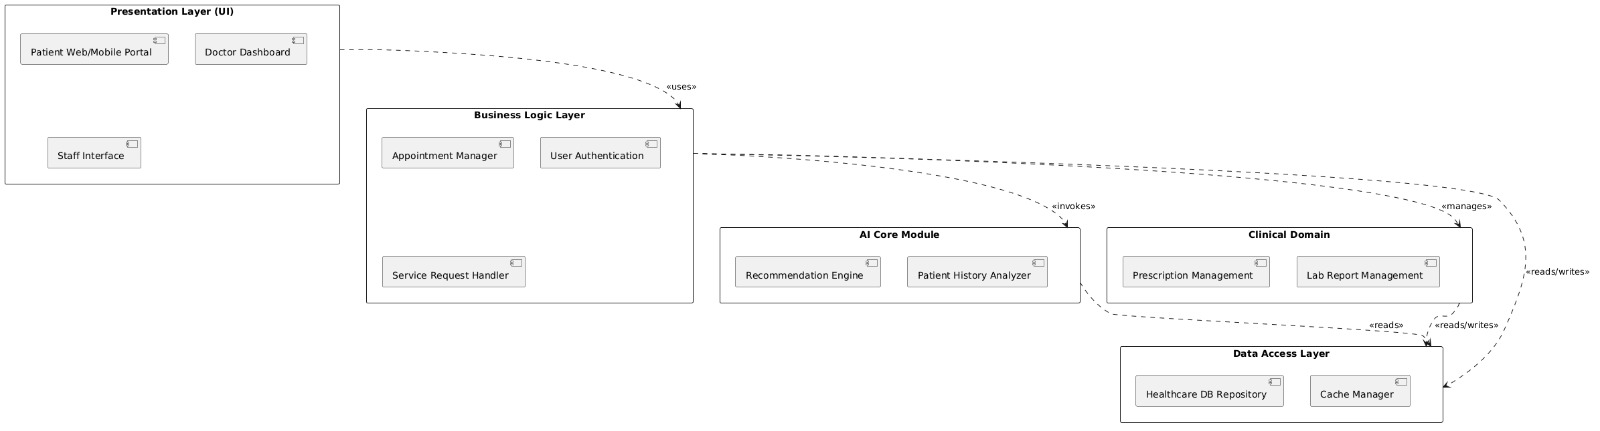 Presentation Layer (UI)
Patient Web/Mobile Portal
Doctor Dashboard
Staff Interface
«uses»
Business Logic Layer
Appointment Manager
User Authentication
Service Request Handler
«invokes»
«manages»
«reads/writes»
AI Core Module
Recommendation Engine
Patient History Analyzer
Clinical Domain
Prescription Management
Lab Report Management
«reads»
«reads/writes»
Data Access Layer
Healthcare DB Repository
Cache Manager